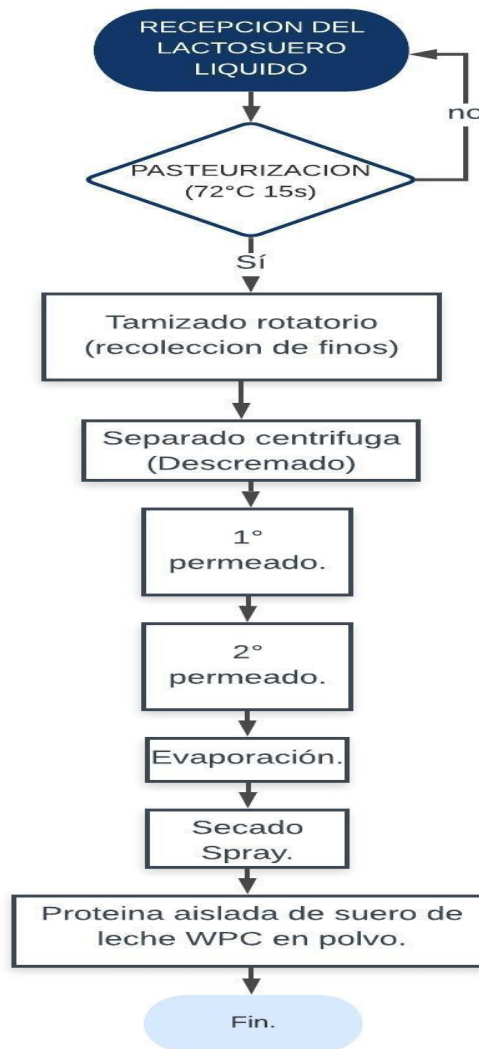 RECEPCION DEL
LACTOSUERO
LIQUIDO
no
PASTEURIZACION
(72°C 15s)
Sí
Tamizado rotatorio
(recoleccion de finos)
Separado centrifuga
(Descremado)
1°
permeado.
2°
permeado.
Evaporación.
Secado
Spray.
Proteina aislada de suero de
leche WPC en polvo.
Fin.